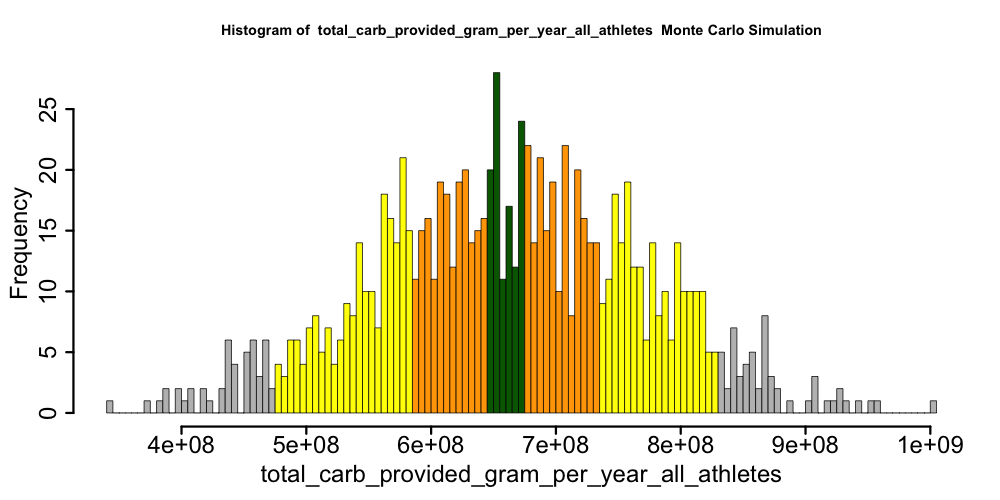 Histogram of  total_carb_provided_gram_per_year_all_athletes  Monte Carlo Simulation
Frequency
25
20
15
10
5
0
4e+08 5e+08 6e+08 7e+08 8e+08 9e+08 1e+09
total_carb_provided_gram_per_year_all_athletes